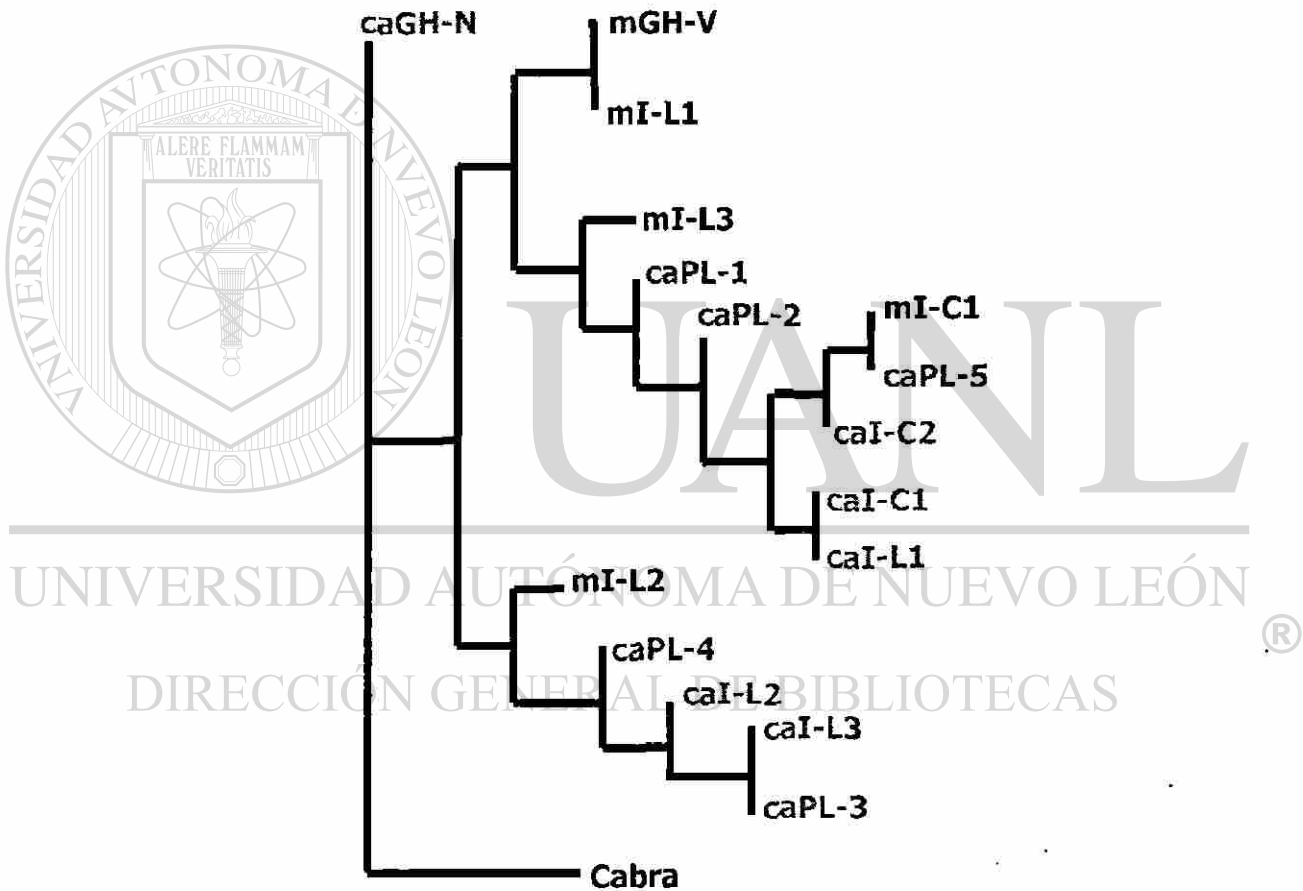 caGH-N
mGH-V
mI-L1
mI-L3
caPL-1
caPL-2
mI-C1
caPL-5
caI-C2
caI-C1
caI-L1
mI-L2
caPL-4
caI-L2
caI-L3
caPL-3
Cabra
UNIVERSIDAD AVTONOMA DE NVEVO LEON
ALERE FLAMMAM
VERITATIS
UANL
UNIVERSIDAD AUTÓNOMA DE NUEVO LEÓN
®
DIRECCIÓN GENERAL DE BIBLIOTECAS